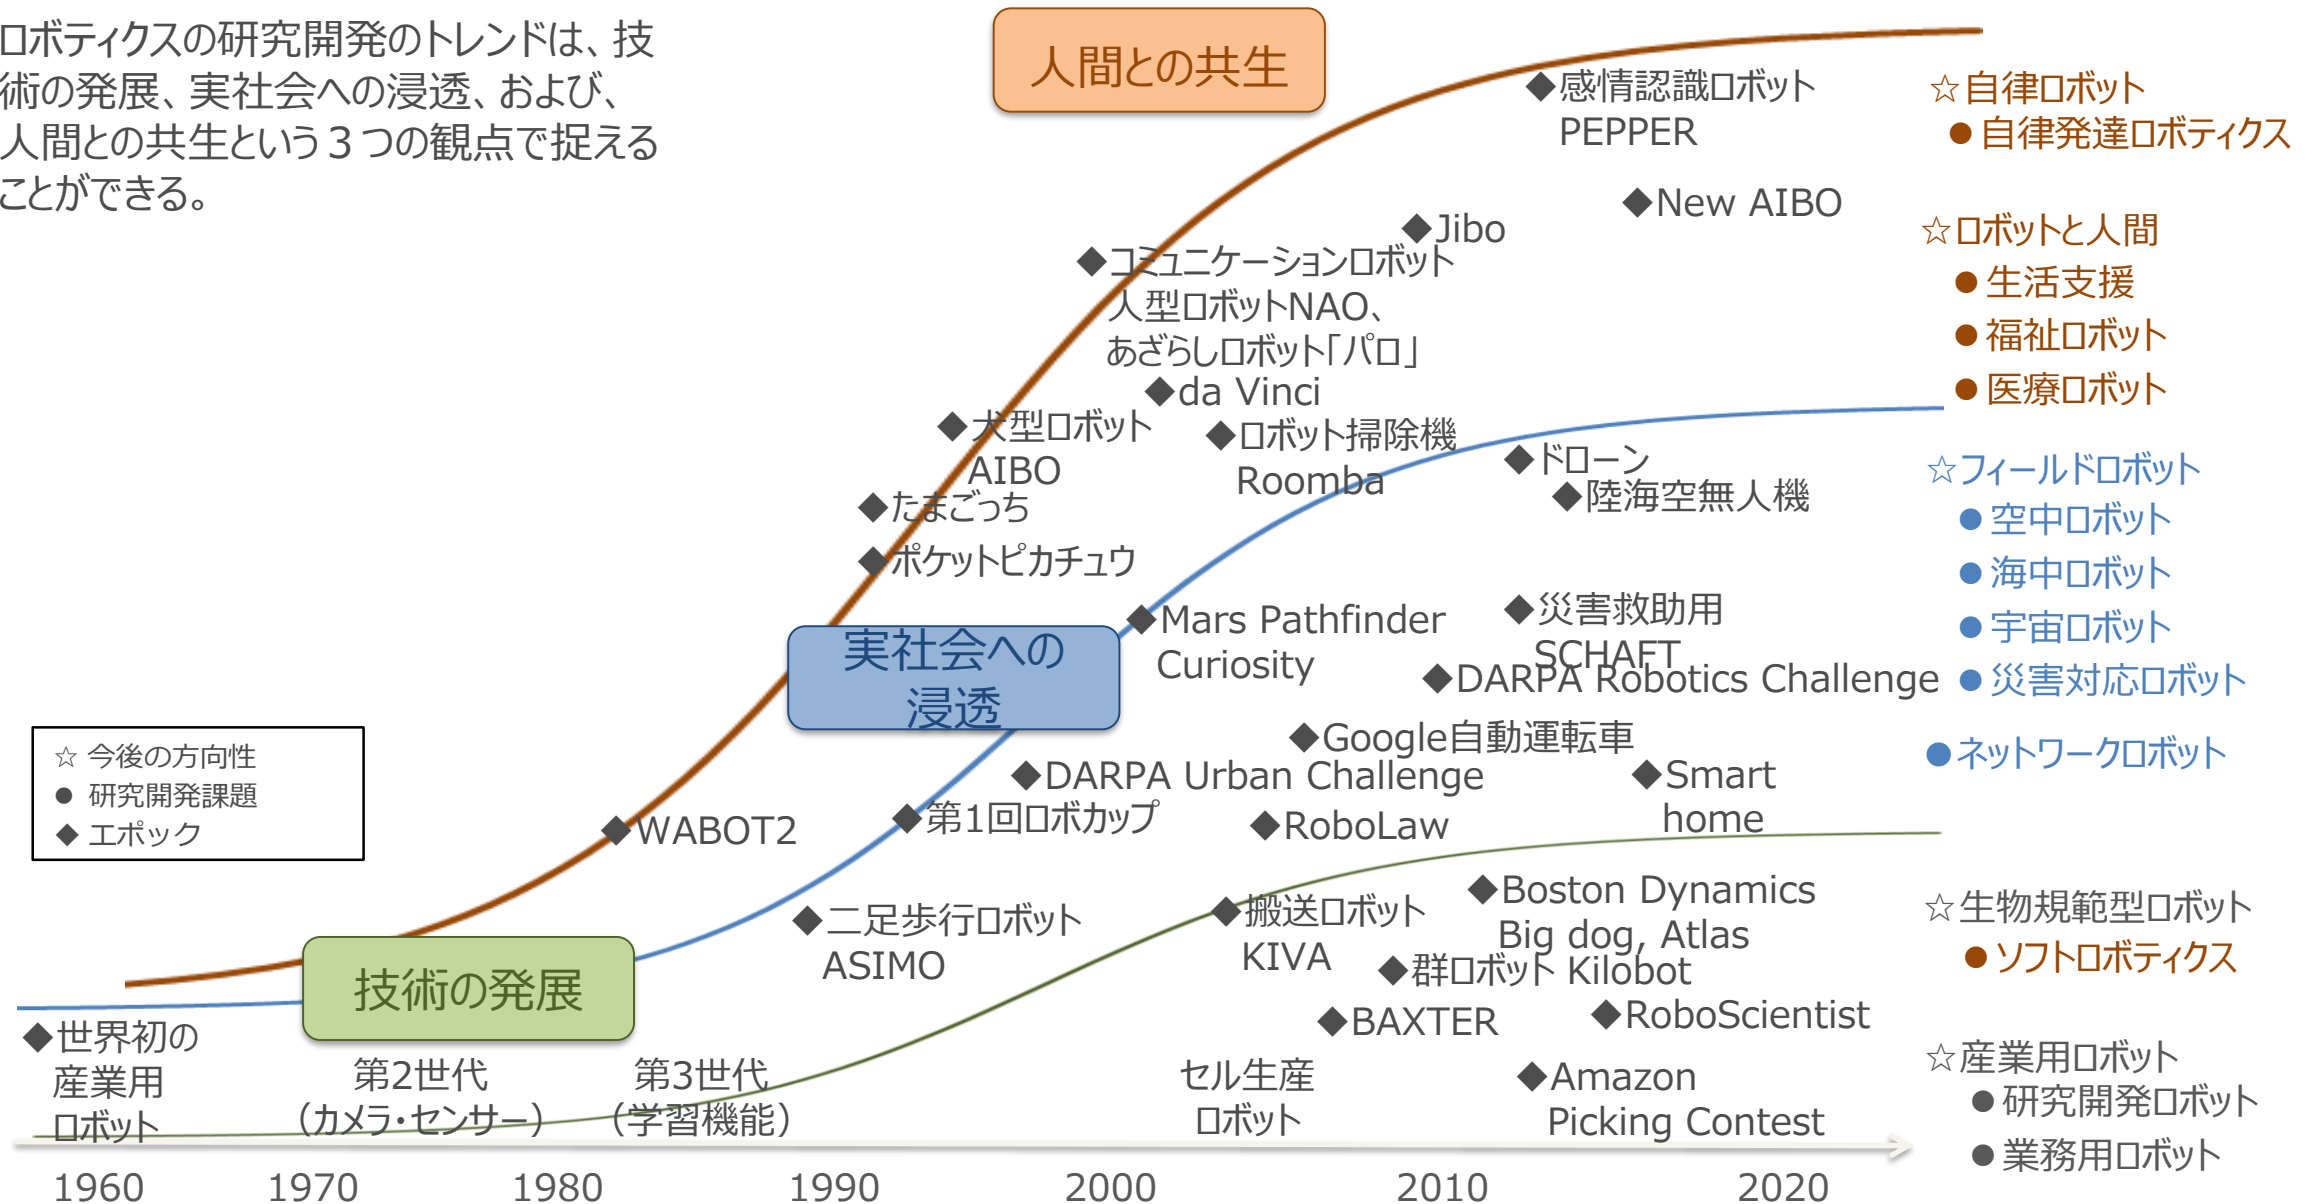 ロボティクスの研究開発のトレンドは、技
術の発展、実社会への浸透、および、
人間との共生という３つの観点で捉える
ことができる。
人間との共生
◆感情認識ロボット
PEPPER
◆New AIBO
◆Jibo
◆コミュニケーションロボット
人型ロボットNAO、
あざらしロボット「パロ」
◆da Vinci
◆犬型ロボット
AIBO
◆ロボット掃除機
Roomba
◆たまごっち
◆ポケットピカチュウ
◆ドローン
◆陸海空無人機
実社会への
浸透
◆Mars Pathfinder
Curiosity
◆災害救助用
SCHAFT
◆DARPA Robotics Challenge
◆Google自動運転車
◆DARPA Urban Challenge
◆Smart
home
◆WABOT2
◆第1回ロボカップ
◆RoboLaw
☆ 今後の方向性
● 研究開発課題
◆ エポック
◆二足歩行ロボット
ASIMO
◆搬送ロボット
KIVA
◆Boston Dynamics
Big dog, Atlas
◆群ロボット Kilobot
◆BAXTER
◆RoboScientist
技術の発展
◆世界初の
産業用
ロボット
第2世代
（カメラ・センサー）
第3世代
（学習機能）
セル生産
ロボット
◆Amazon
Picking Contest
☆自律ロボット
●自律発達ロボティクス
☆ロボットと人間
●生活支援
●福祉ロボット
●医療ロボット
☆フィールドロボット
●空中ロボット
●海中ロボット
●宇宙ロボット
●災害対応ロボット
●ネットワークロボット
☆生物規範型ロボット
●ソフトロボティクス
☆産業用ロボット
●研究開発ロボット
●業務用ロボット
1960 1970 1980 1990 2000 2010 2020